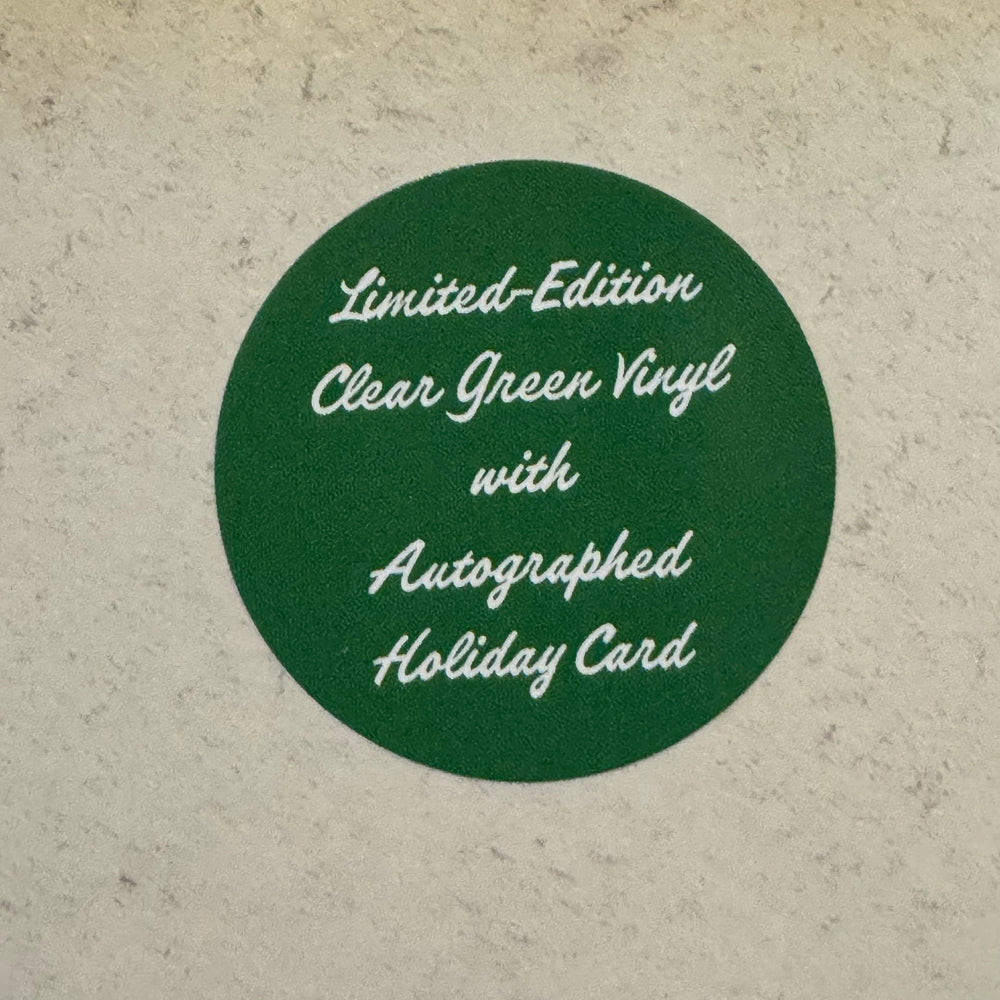 Limited-Edition
Clear Green Vinyl
with
Autographed
Holiday Card